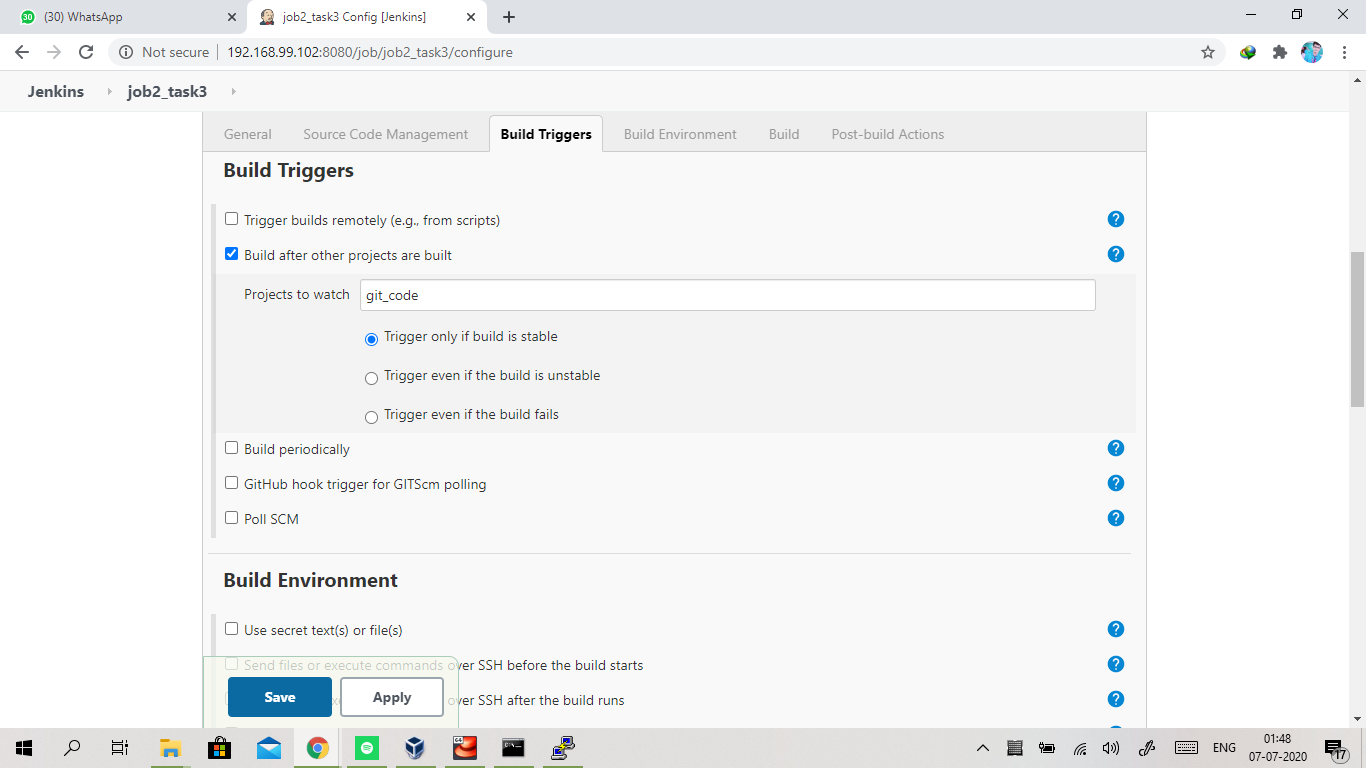 (30) WhatsApp
job2_task3 Config [Jenkins]
Not secure
192.168.99.102:8080/job/job2_task3/configure
Jenkins
job2_task3
General
Source Code Management
Build Triggers
Build Environment
Build
Post-build Actions
Build Triggers
Trigger builds remotely (e.g., from scripts)
Build after other projects are built
Projects to watch
git_code
Trigger only if build is stable
Trigger even if the build is unstable
Trigger even if the build fails
Build periodically
GitHub hook trigger for GITScm polling
Poll SCM
Build Environment
Use secret text(s) or file(s)
Send files or execute commands over SSH before the build starts
over SSH after the build runs
Save
Apply
ENG
01:48
07-07-2020
17